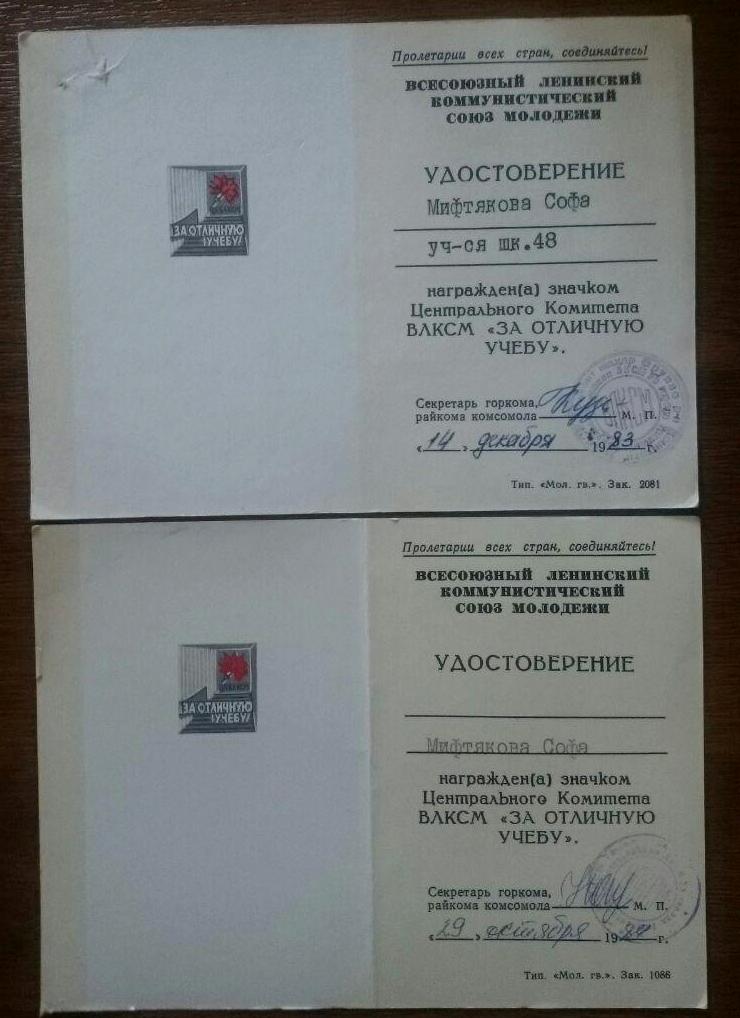 ЗА ОТЛИЧНУЮ
УЧЕБУ
Пролетарии всех стран, соединяйтесь!
ВСЕСОЮЗНЫЙ ЛЕНИНСКИЙ
КОММУНИСТИЧЕСКИЙ
СОЮЗ МОЛОДЕЖИ
УДОСТОВЕРЕНИЕ
Мифтякова Софа
уч-ся шк.48
награжден(а) значком
Центрального Комитета
ВЛКСМ «ЗА ОТЛИЧНУЮ
УЧЕБУ».
Секретарь горкома,
райкома комсомола М. П.
«14» декабря 1983 г.
Тип. «Мол. гв.». Зак. 2081
ЗА ОТЛИЧНУЮ
УЧЕБУ
Пролетарии всех стран, соединяйтесь!
ВСЕСОЮЗНЫЙ ЛЕНИНСКИЙ
КОММУНИСТИЧЕСКИЙ
СОЮЗ МОЛОДЕЖИ
УДОСТОВЕРЕНИЕ
Мифтякова Софа
награжден(а) значком
Центрального Комитета
ВЛКСМ «ЗА ОТЛИЧНУЮ
УЧЕБУ».
Секретарь горкома,
райкома комсомола М. П.
«29» октября 1984 г.
Тип. «Мол. гв.». Зак. 1086